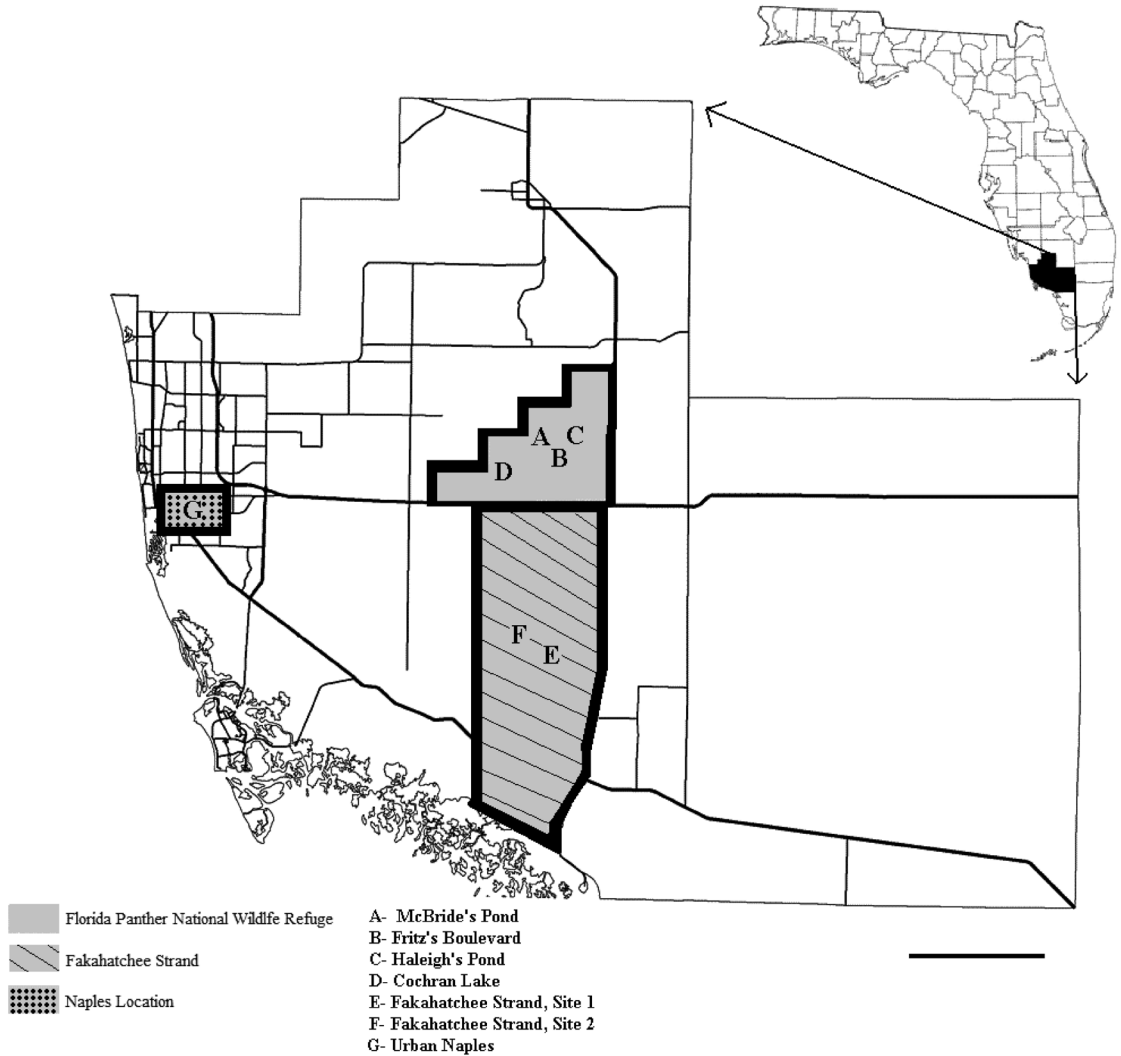 A
C
B
D
G
F
E
Florida Panther National Wildlfe Refuge
Fakahatchee Strand
Naples Location
A- McBride's Pond
B- Fritz's Boulevard
C- Haleigh's Pond
D- Cochran Lake
E- Fakahatchee Strand, Site 1
F- Fakahatchee Strand, Site 2
G- Urban Naples